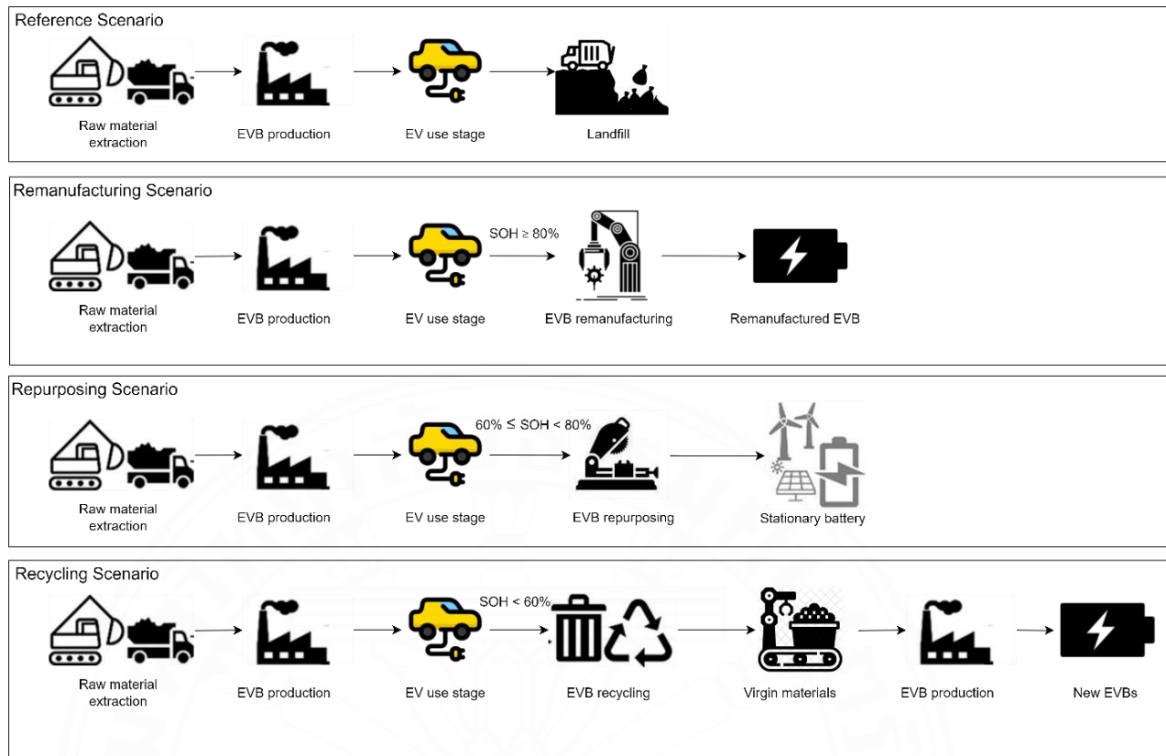 Reference Scenario
Raw material
extraction
EVB production
EV use stage
Landfill
Remanufacturing Scenario
SOH ≥ 80%
Raw material
extraction
EVB production
EV use stage
EVB remanufacturing
Remanufactured EVB
Repurposing Scenario
60% ≤ SOH < 80%
Raw material
extraction
EVB production
EV use stage
EVB repurposing
Stationary battery
Recycling Scenario
SOH < 60%
Raw material
extraction
EVB production
EV use stage
EVB recycling
Virgin materials
EVB production
New EVBs